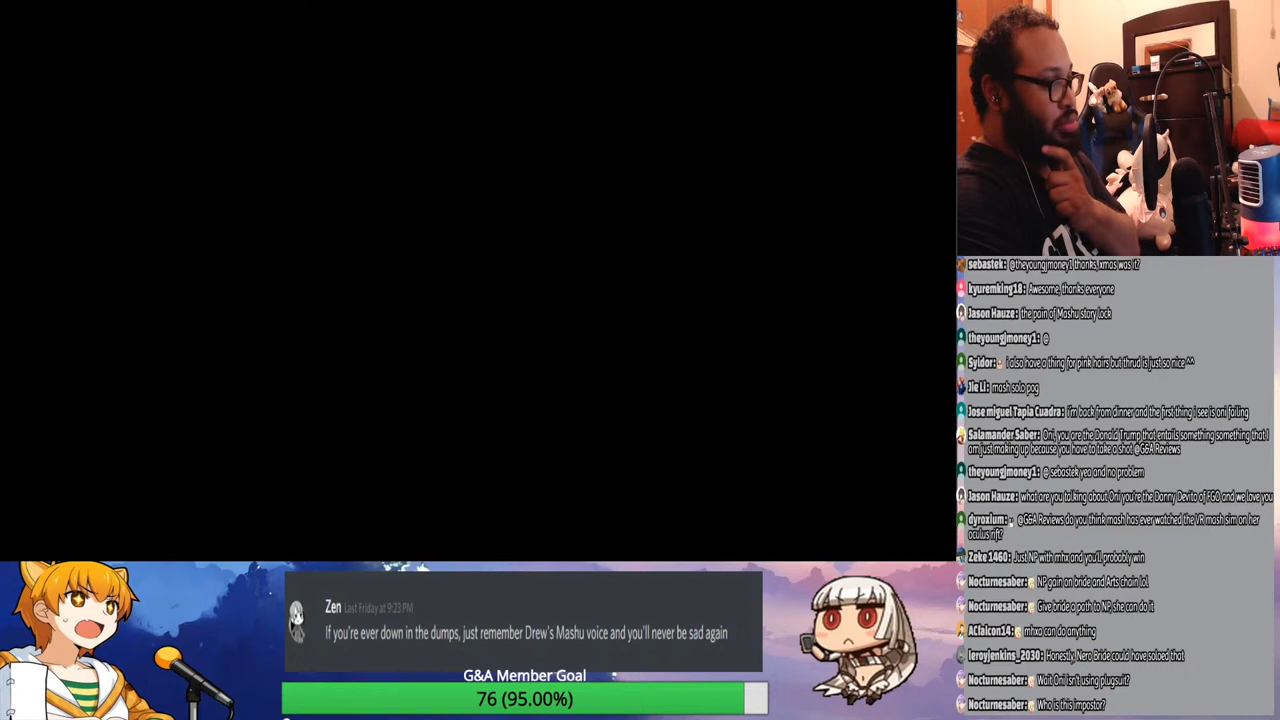 sebastek: @theyoungjmoney1 thanks, xmas was it?
kyuremking18: Awesome, thanks everyone
Jason Hauze: the pain of Mashu story lock
theyoungjmoney1: @
Syldor: i also have a thing for pink hairs but thrud is just so nice ^^
Jie Li: mash solo pog
Jose miguel Tapia Cuadra: i'm back from dinner and the first thing i see is oni failing
Salamander Saber: Oni, you are the Donald Trump that entails something something that I
am just making up because you have to take a shot @G&A Reviews
theyoungjmoney1: @ sebastek yea and no problem
Jason Hauze: what are you talking about Oni you're the Danny Devito of FGO and we love you
dyroxium: @G&A Reviews do you think mash has ever watched the VR mash sim on her
oculus rift?
Zeke 1460: Just NP with mhx and you'll, probably win
Nocturnesaber: NP gain on bride and Arts chain lol
Nocturnesaber: Give bride a path to NP, she can do it
ACfalcon14: mhxa can do anything
leroyjenkins_2030: Honestly, Nero Bride could have soloed that
Nocturnesaber: Wait Oni isn't using plugsuit?
Nocturnesaber: Who is this impostor?
Zen Last Friday at 9:23 PM
If you're ever down in the dumps, just remember Drew's Mashu voice and you'll never be sad again
G&A Member Goal
76 (95.00%)